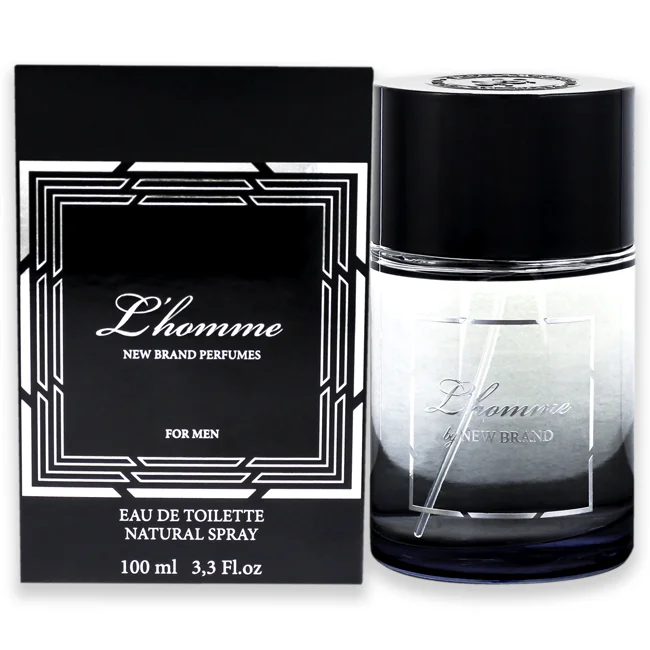 L'homme
NEW BRAND PERFUMES
FOR MEN
EAU DE TOILETTE
NATURAL SPRAY
100 ml 3,3 Fl.oz
L'homme
by NEW BRAND